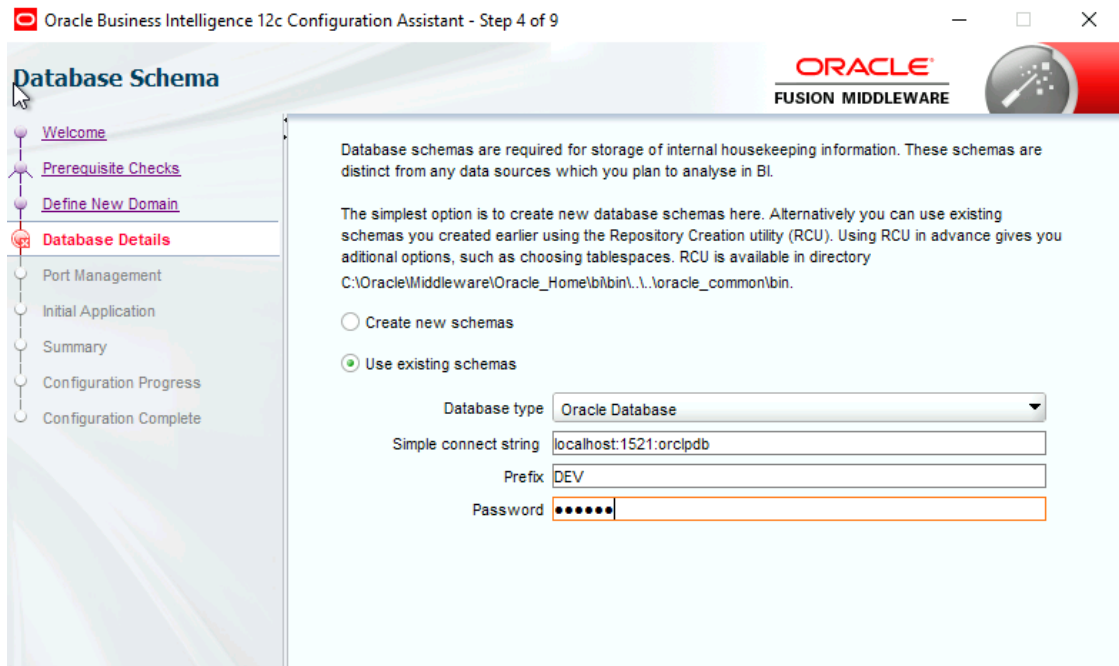 Oracle Business Intelligence 12c Configuration Assistant - Step 4 of 9
Database Schema
ORACLE
FUSION MIDDLEWARE
Welcome
Prerequisite Checks
Define New Domain
Database Details
Port Management
Initial Application
Summary
Configuration Progress
Configuration Complete
Database schemas are required for storage of internal housekeeping information. These schemas are
distinct from any data sources which you plan to analyse in BI.
The simplest option is to create new database schemas here. Alternatively you can use existing
schemas you created earlier using the Repository Creation utility (RCU). Using RCU in advance gives you
aditional options, such as choosing tablespaces. RCU is available in directory
C:\Oracle\Middleware\Oracle_Home\bi\bin\..\..\oracle_common\bin.
Create new schemas
Use existing schemas
Database type Oracle Database
Simple connect string localhost:1521:orclpdb
Prefix DEV
Password ●●●●●●